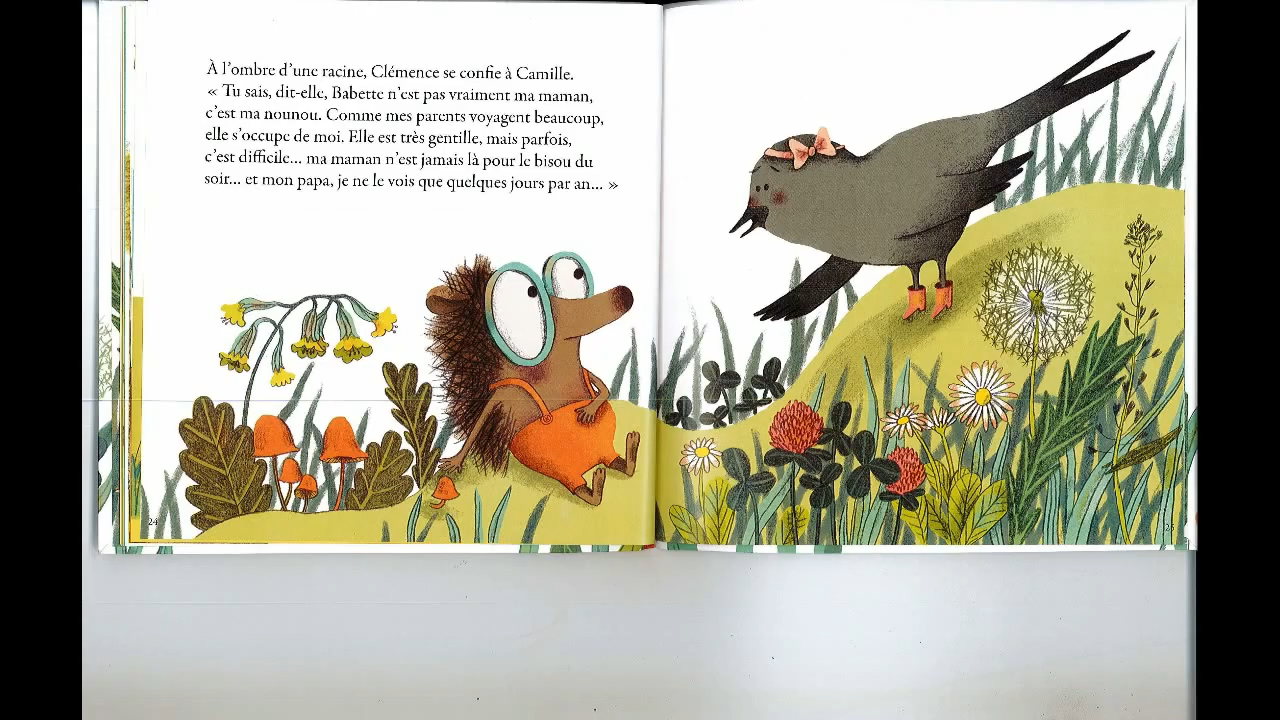 À l'ombre d'une racine, Clémence se confie à Camille.
« Tu sais, dit-elle, Babette n'est pas vraiment ma maman,
c'est ma nounou. Comme mes parents voyagent beaucoup,
elle s'occupe de moi. Elle est très gentille, mais parfois,
c'est difficile... ma maman n'est jamais là pour le bisou du
soir... et mon papa, je ne le vois que quelques jours par an... »
24
25